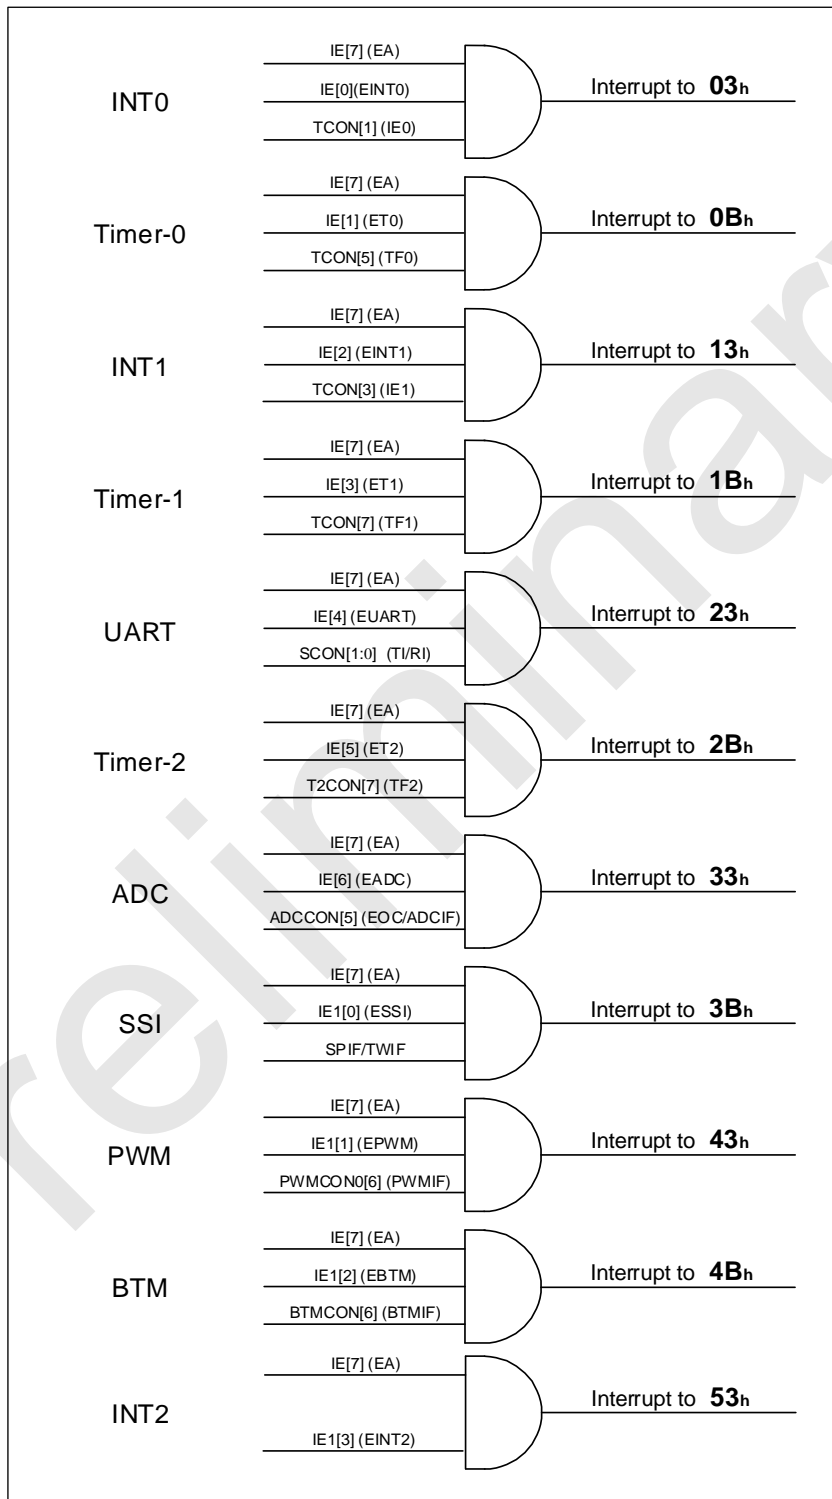 IE[7] (EA)
INT0 IE[0](EINT0) Interrupt to 03h
TCON[1] (IE0)
IE[7] (EA)
Timer-0 IE[1] (ET0) Interrupt to 0Bh
TCON[5] (TF0)
IE[7] (EA)
INT1 IE[2] (EINT1) Interrupt to 13h
TCON[3] (IE1)
IE[7] (EA)
Timer-1 IE[3] (ET1) Interrupt to 1Bh
TCON[7] (TF1)
IE[7] (EA)
UART IE[4] (EUART) Interrupt to 23h
SCON[1:0] (TI/RI)
IE[7] (EA)
Timer-2 IE[5] (ET2) Interrupt to 2Bh
T2CON[7] (TF2)
IE[7] (EA)
ADC IE[6] (EADC) Interrupt to 33h
ADCCON[5] (EOC/ADCIF)
IE[7] (EA)
SSI IE1[0] (ESSI) Interrupt to 3Bh
SPIF/TWIF
IE[7] (EA)
PWM IE1[1] (EPWM) Interrupt to 43h
PWMCON0[6] (PWMIF)
IE[7] (EA)
BTM IE1[2] (EBTM) Interrupt to 4Bh
BTMCON[6] (BTMIF)
IE[7] (EA)
INT2 Interrupt to 53h
IE1[3] (EINT2)
reliminar